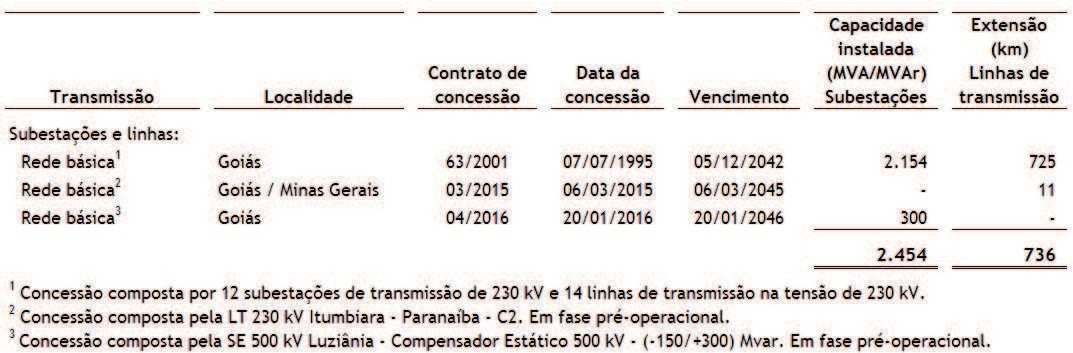 Transmissão Localidade Contrato de concessão Data da concessão Vencimento Capacidade instalada (MVA/MVAr) Subestações Extensão (km) Linhas de transmissão
Subestações e linhas:
Rede básica¹ Goiás 63/2001 07/07/1995 05/12/2042 2.154 725
Rede básica² Goiás / Minas Gerais 03/2015 06/03/2015 06/03/2045 - 11
Rede básica³ Goiás 04/2016 20/01/2016 20/01/2046 300 -
2.454 736
¹ Concessão composta por 12 subestações de transmissão de 230 kV e 14 linhas de transmissão na tensão de 230 kV.
² Concessão composta pela LT 230 kV Itumbiara - Paranaíba - C2. Em fase pré-operacional.
³ Concessão composta pela SE 500 kV Luziânia - Compensador Estático 500 kV - (-150/+300) Mvar. Em fase pré-operacional.